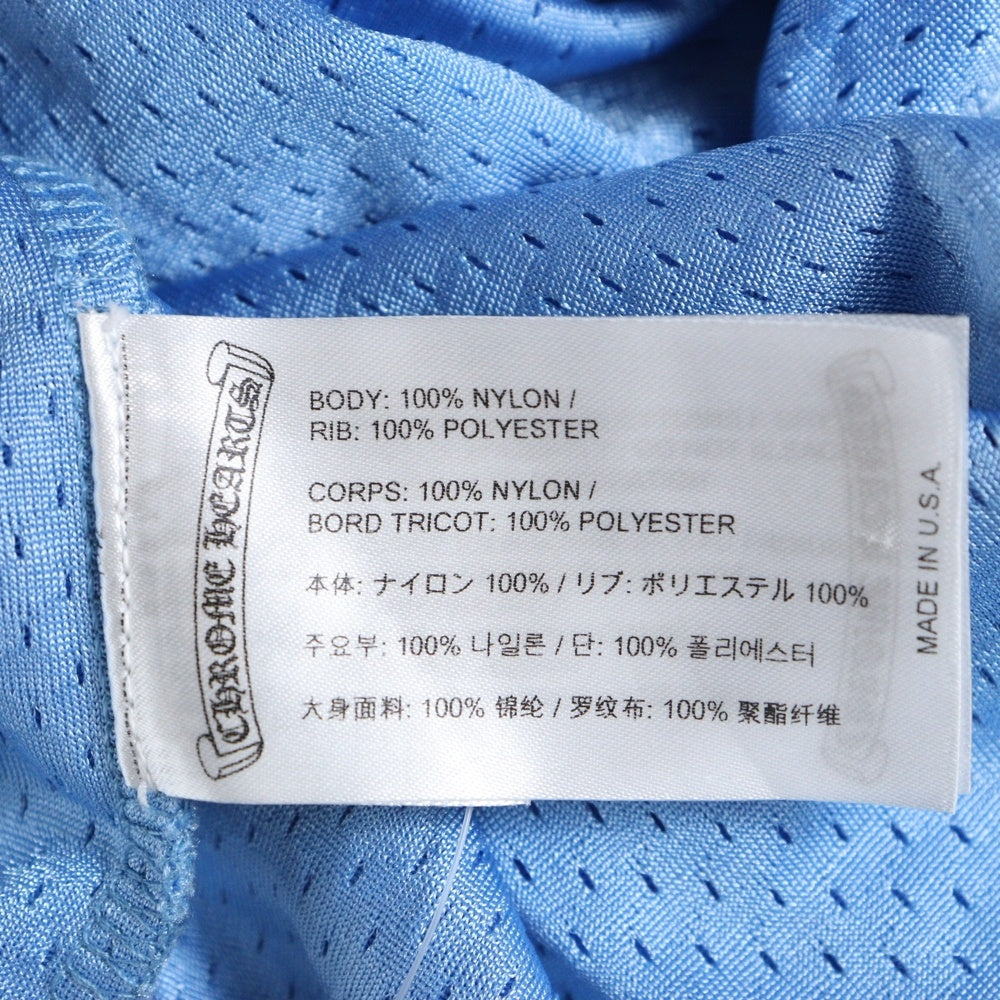 CHROME HEARTS
BODY: 100% NYLON /
RIB: 100% POLYESTER
CORPS: 100% NYLON /
BORD TRICOT: 100% POLYESTER
本体: ナイロン 100% / リブ: ポリエステル 100%
주요부: 100% 나일론 / 단: 100% 폴리에스터
大身面料: 100% 锦纶 / 罗纹布: 100% 聚酯纤维
MADE IN U.S.A.